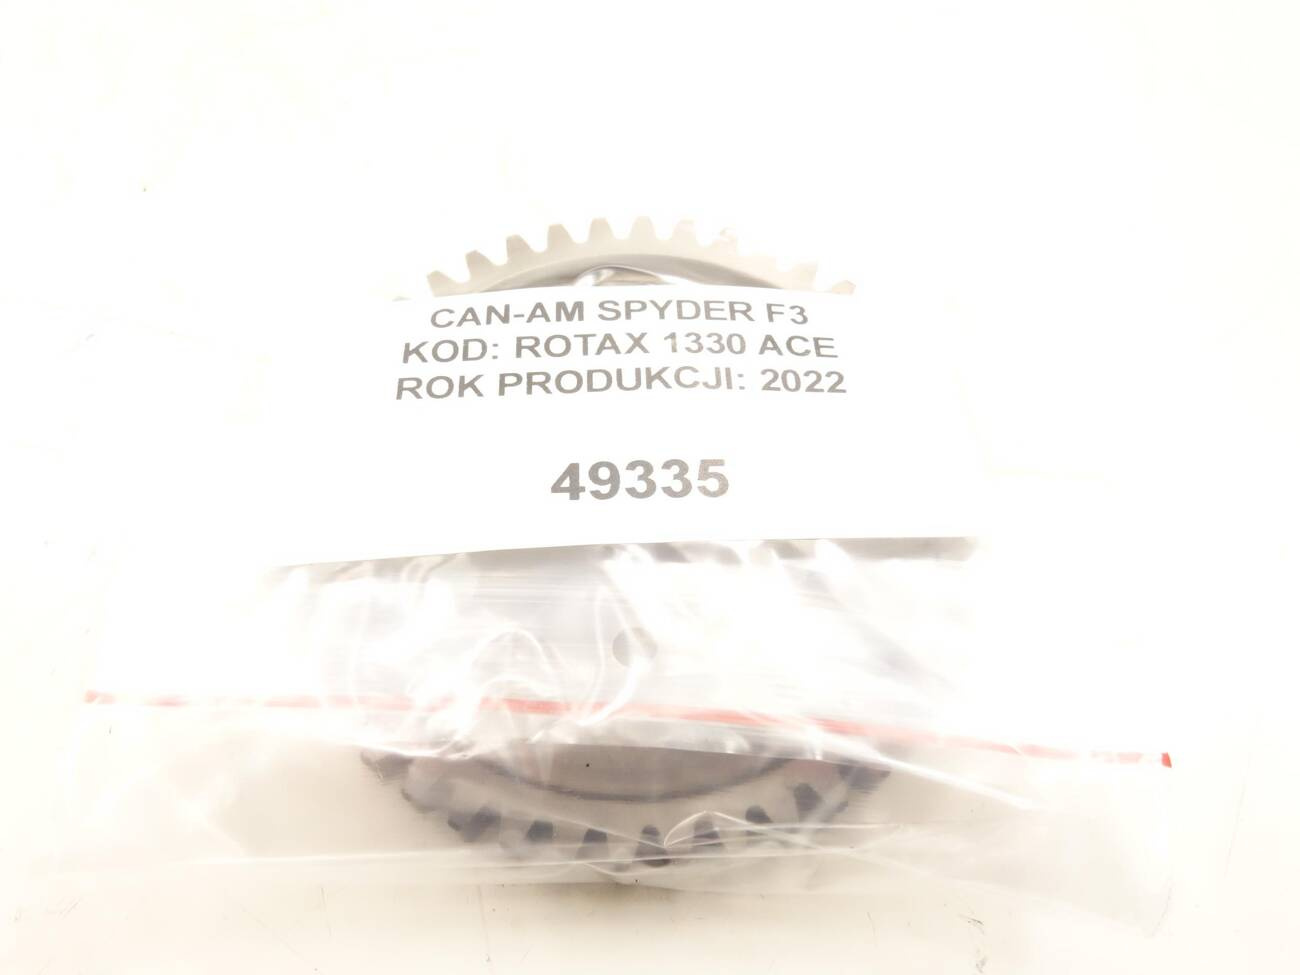 CAN-AM SPYDER F3
KOD: ROTAX 1330 ACE
ROK PRODUKCJI: 2022
49335